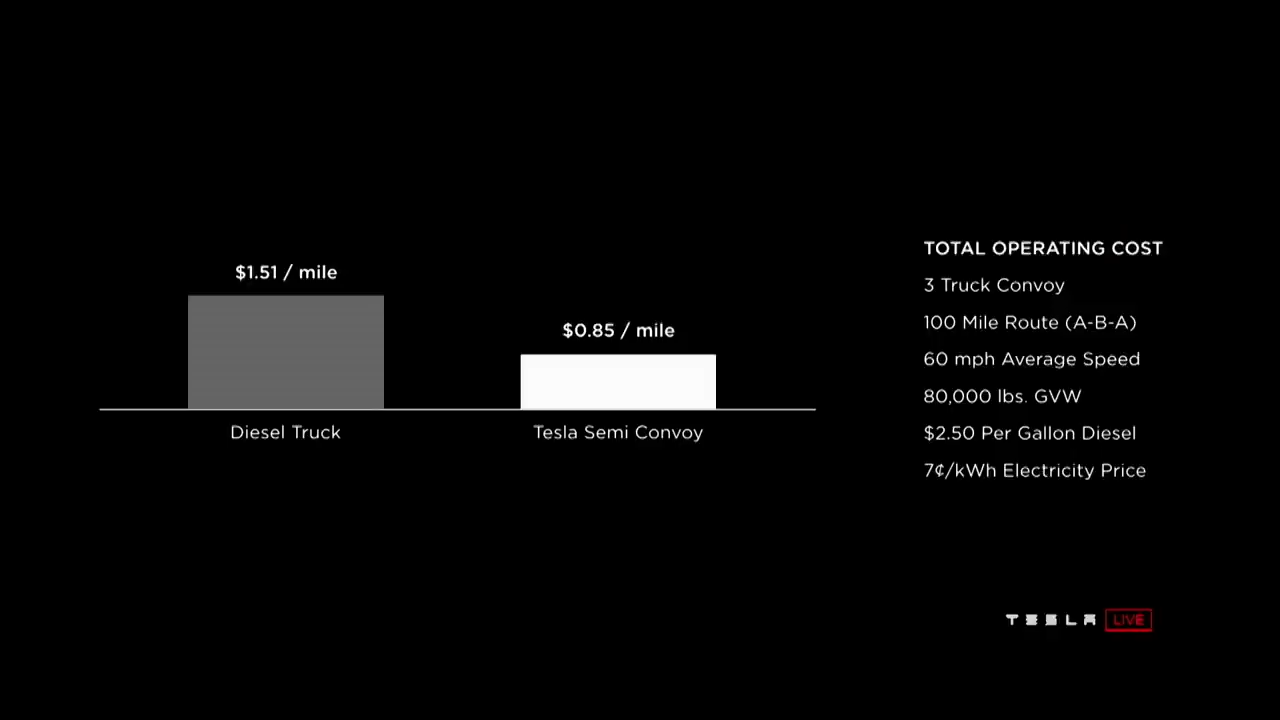 $1.51 / mile
$0.85 / mile
Diesel Truck
Tesla Semi Convoy
TOTAL OPERATING COST
3 Truck Convoy
100 Mile Route (A-B-A)
60 mph Average Speed
80,000 lbs. GVW
$2.50 Per Gallon Diesel
7¢/kWh Electricity Price
TESLA LIVE